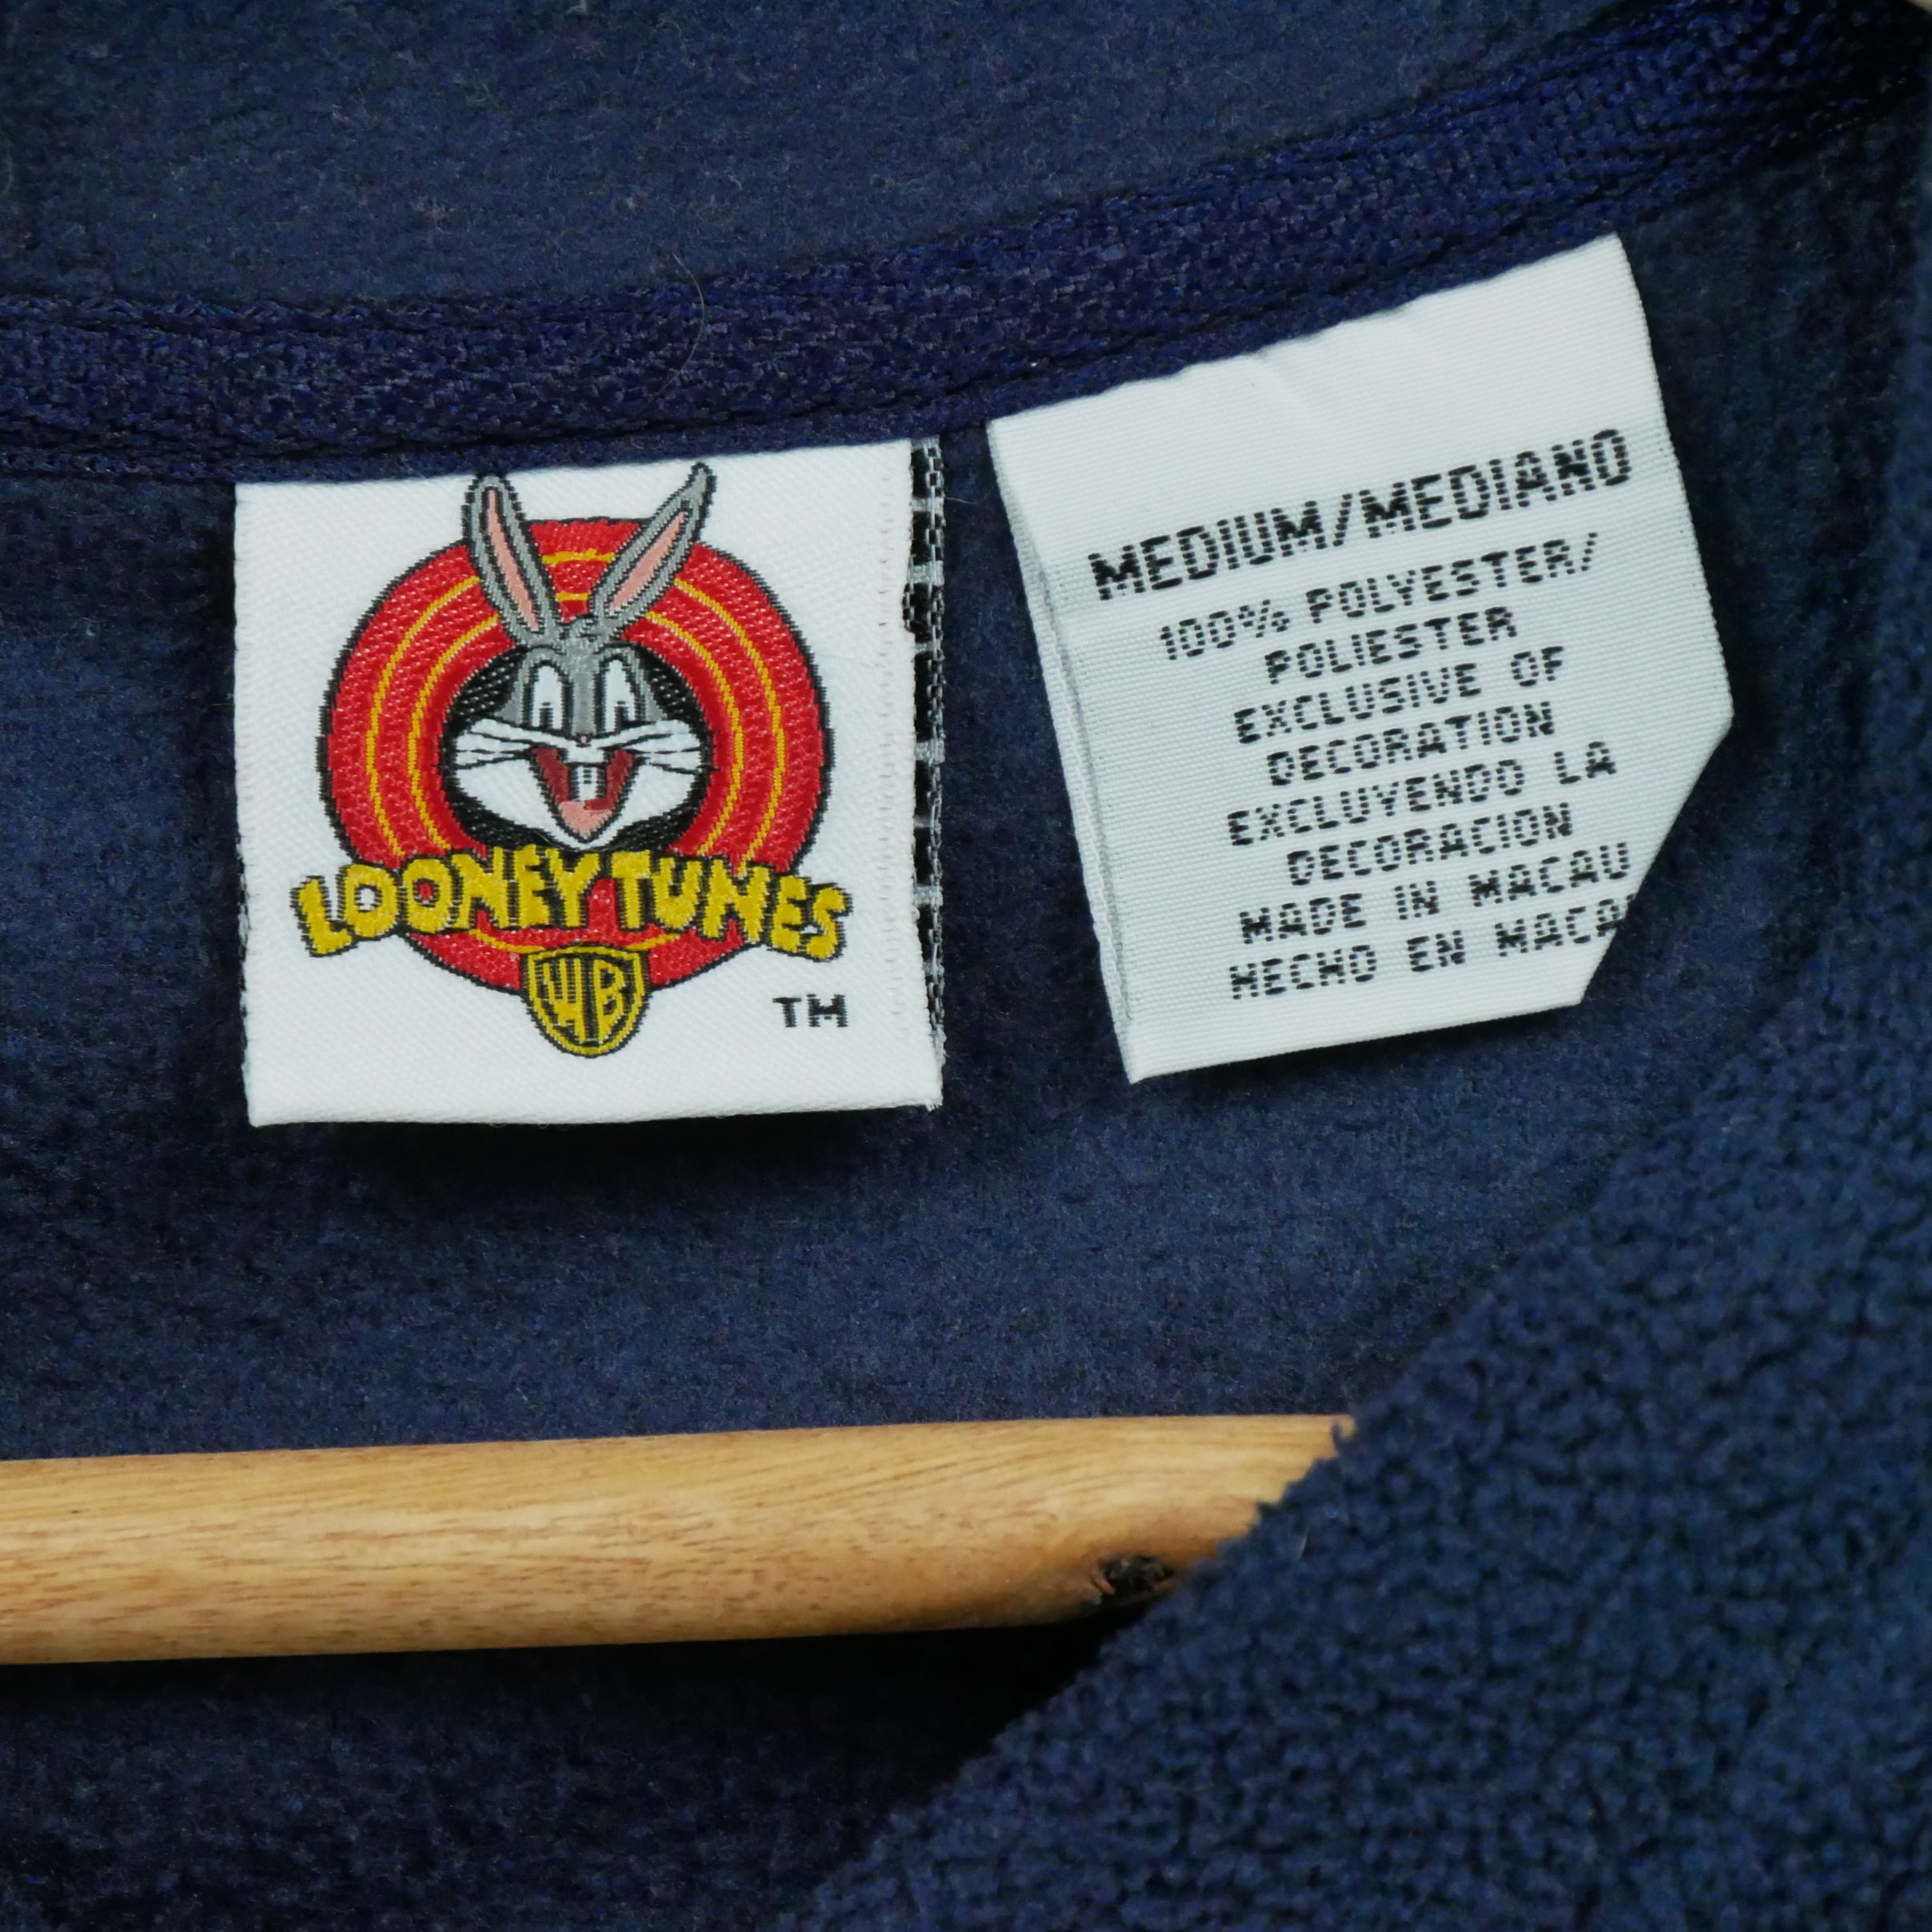 LOONEY TUNES
WB
TM
MEDIUM/MEDIANO
100% POLYESTER/
POLIESTER
EXCLUSIVE OF
DECORATION
EXCLUYENDO LA
DECORACION
MADE IN MACAU
HECHO EN MACA